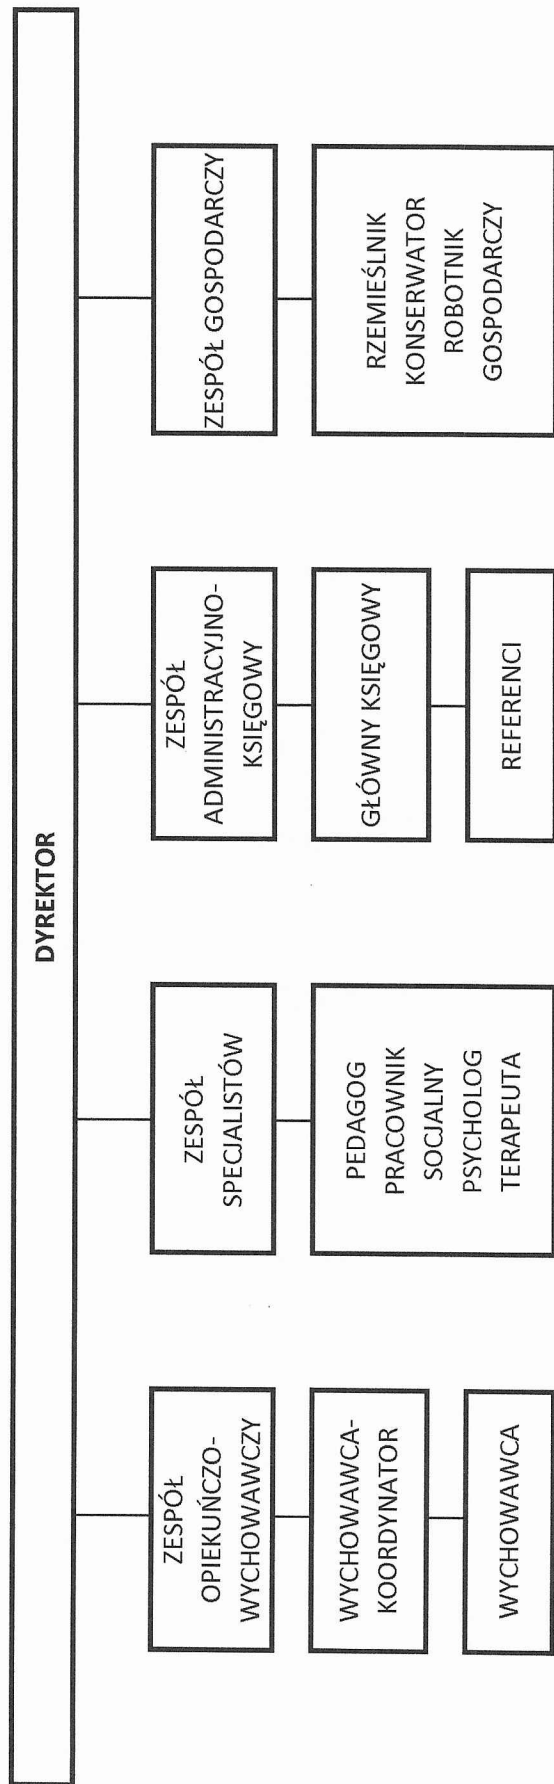 DYREKTOR
ZESPÓŁ
OPIEKUŃCZO-
WYCHOWAWCZY
WYCHOWAWCA-
KOORDYNATOR
WYCHOWAWCA
ZESPÓŁ
SPECJALISTÓW
PEDAGOG
PRACOWNIK
SOCJALNY
PSYCHOLOG
TERAPEUTA
ZESPÓŁ
ADMINISTRACYJNO-
KSIĘGOWY
GŁÓWNY KSIĘGOWY
REFERENCI
ZESPÓŁ GOSPODARCZY
RZEMIEŚLNIK
KONSERWATOR
ROBOTNIK
GOSPODARCZY